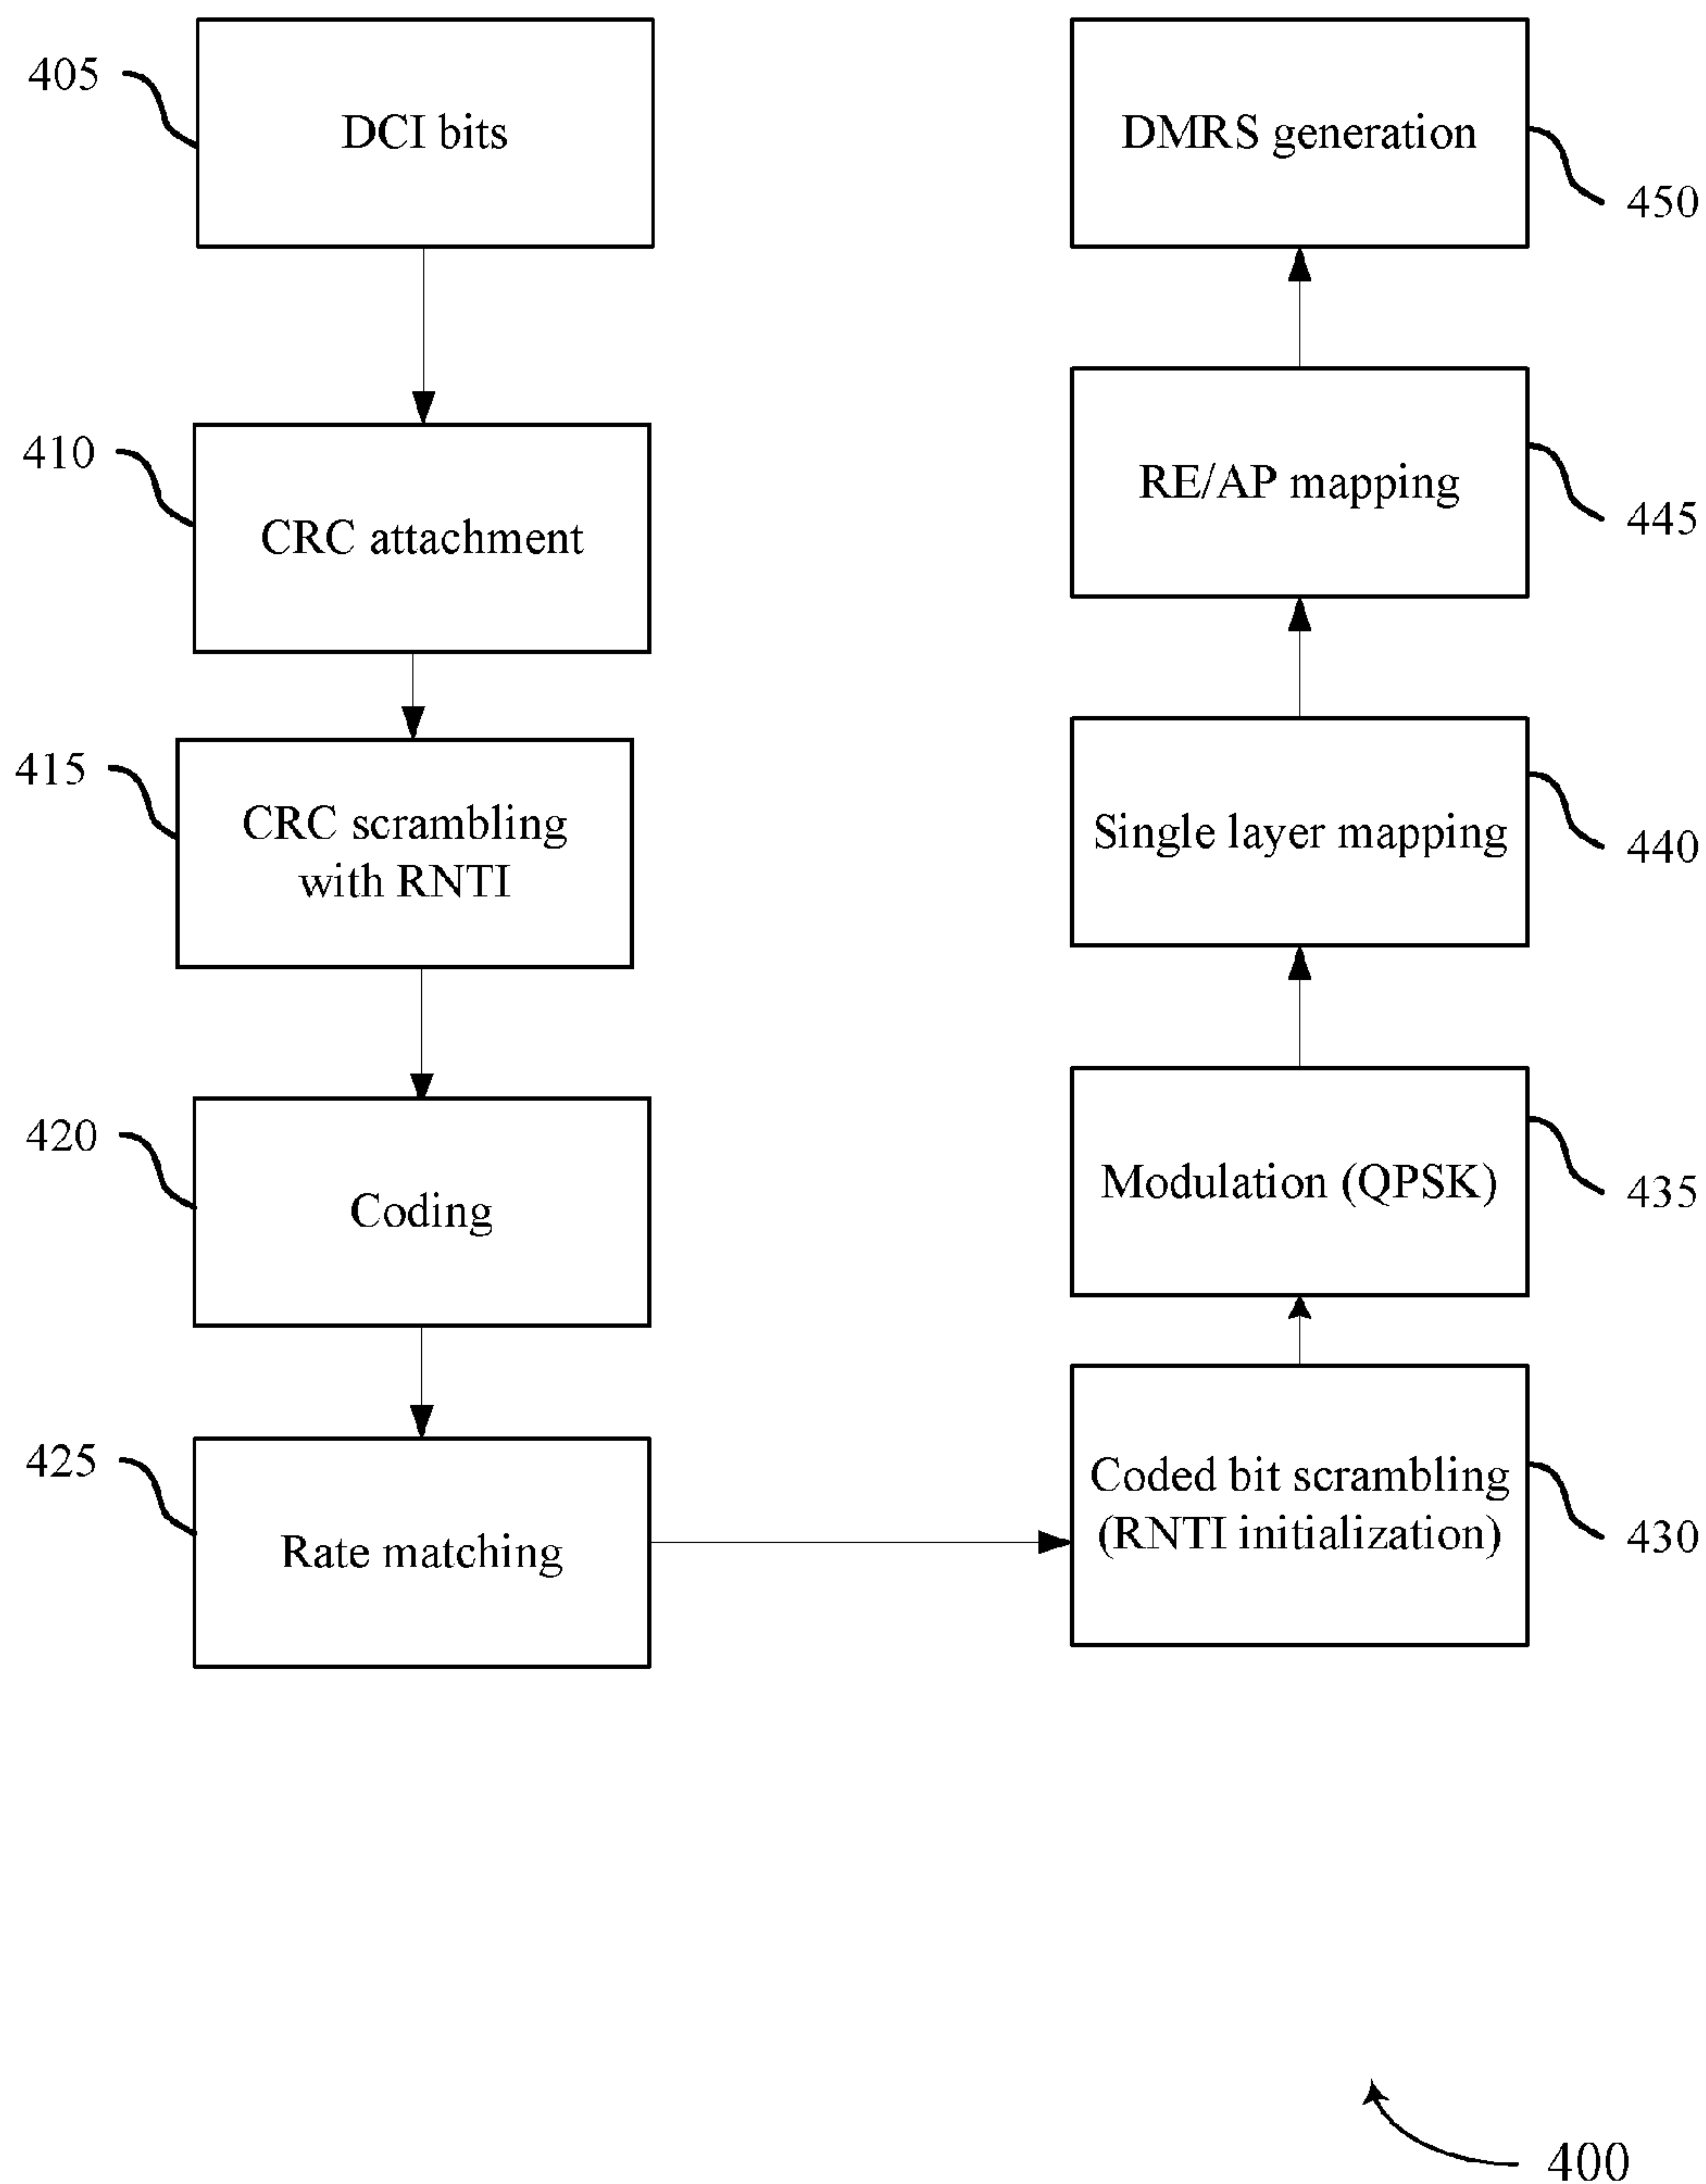 405
DCI bits
410
CRC attachment
415
CRC scrambling
with RNTI
420
Coding
425
Rate matching
DMRS generation
450
RE/AP mapping
445
Single layer mapping
440
Modulation (QPSK)
435
Coded bit scrambling
(RNTI initialization)
430
400